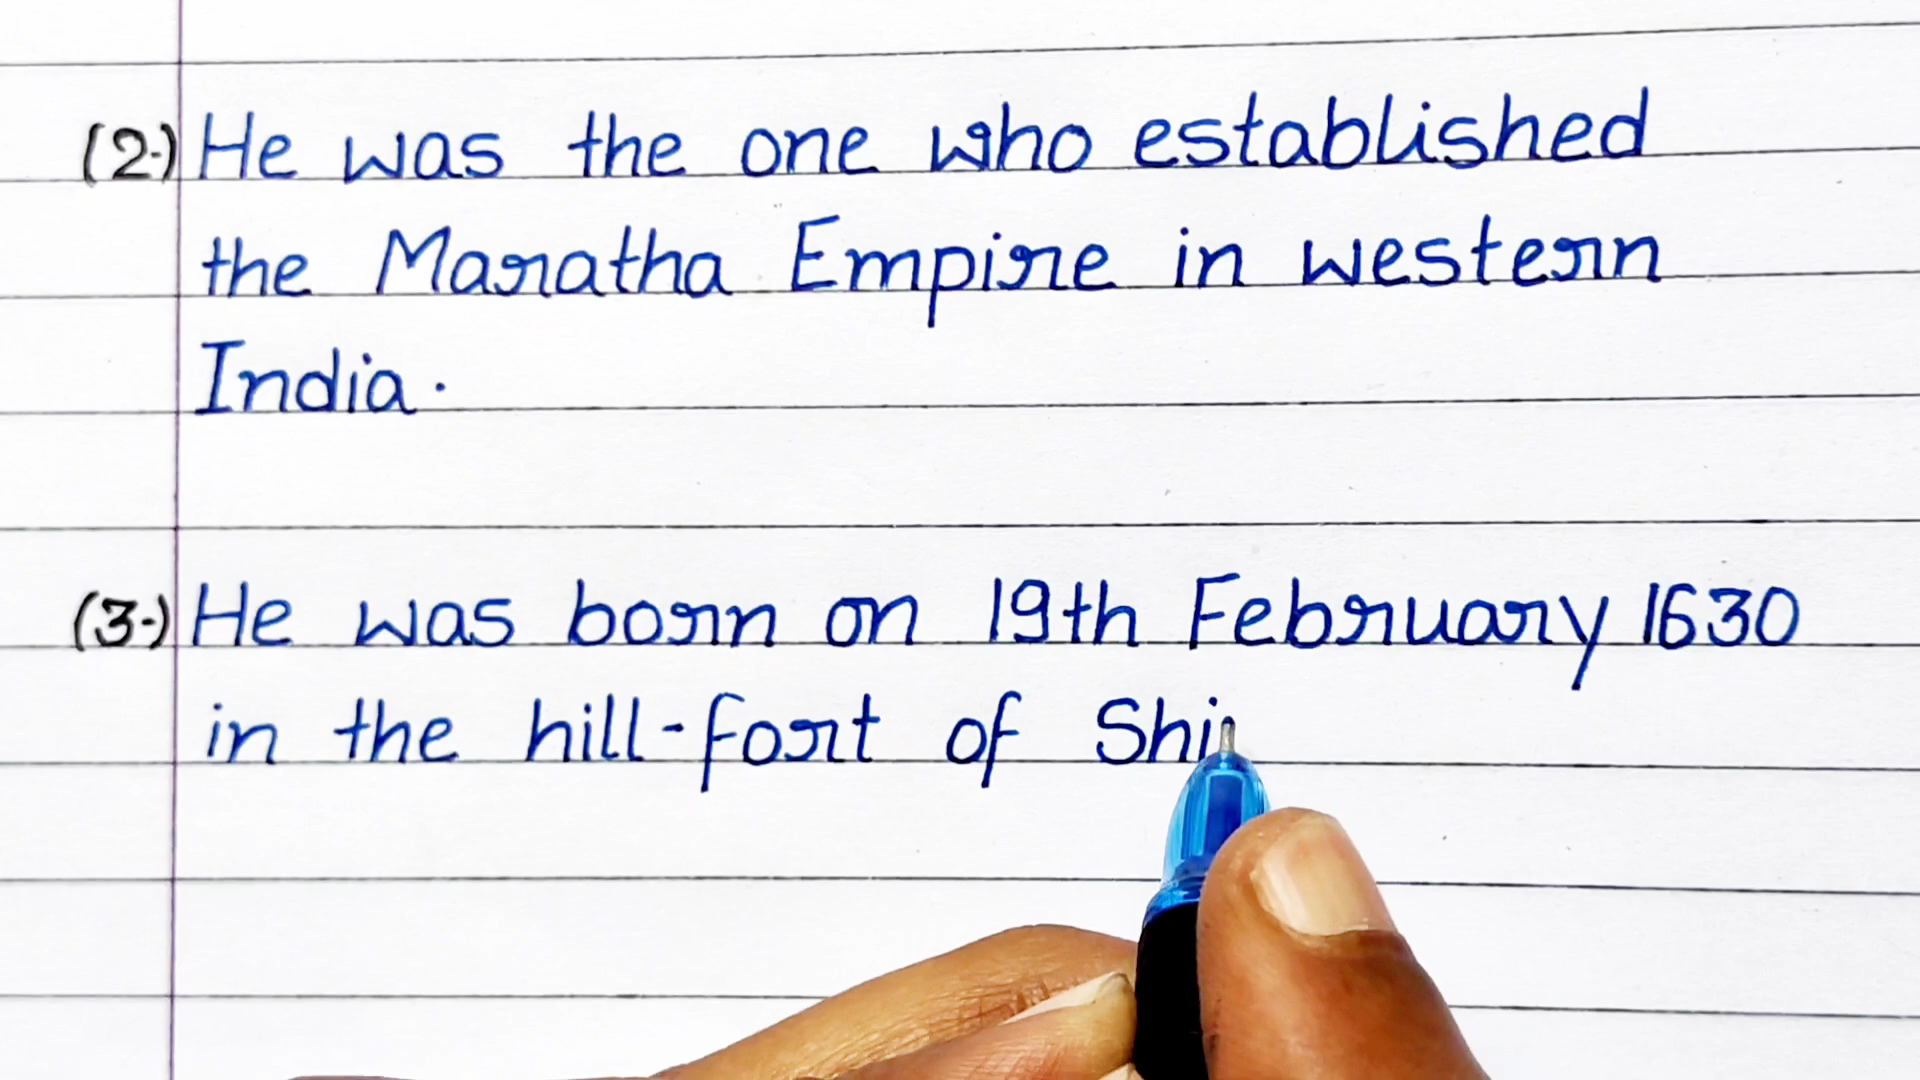 (2.) He was the one who established
the Maratha Empire in western
India.
(3.) He was born on 19th February 1630
in the hill-fort of Shi